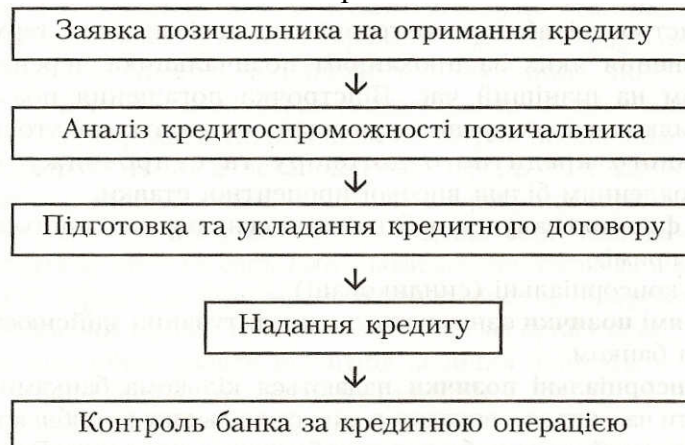 Заявка позичальника на отримання кредиту
Аналіз кредитоспроможності позичальника
Підготовка та укладання кредитного договору
Надання кредиту
Контроль банка за кредитною операцією